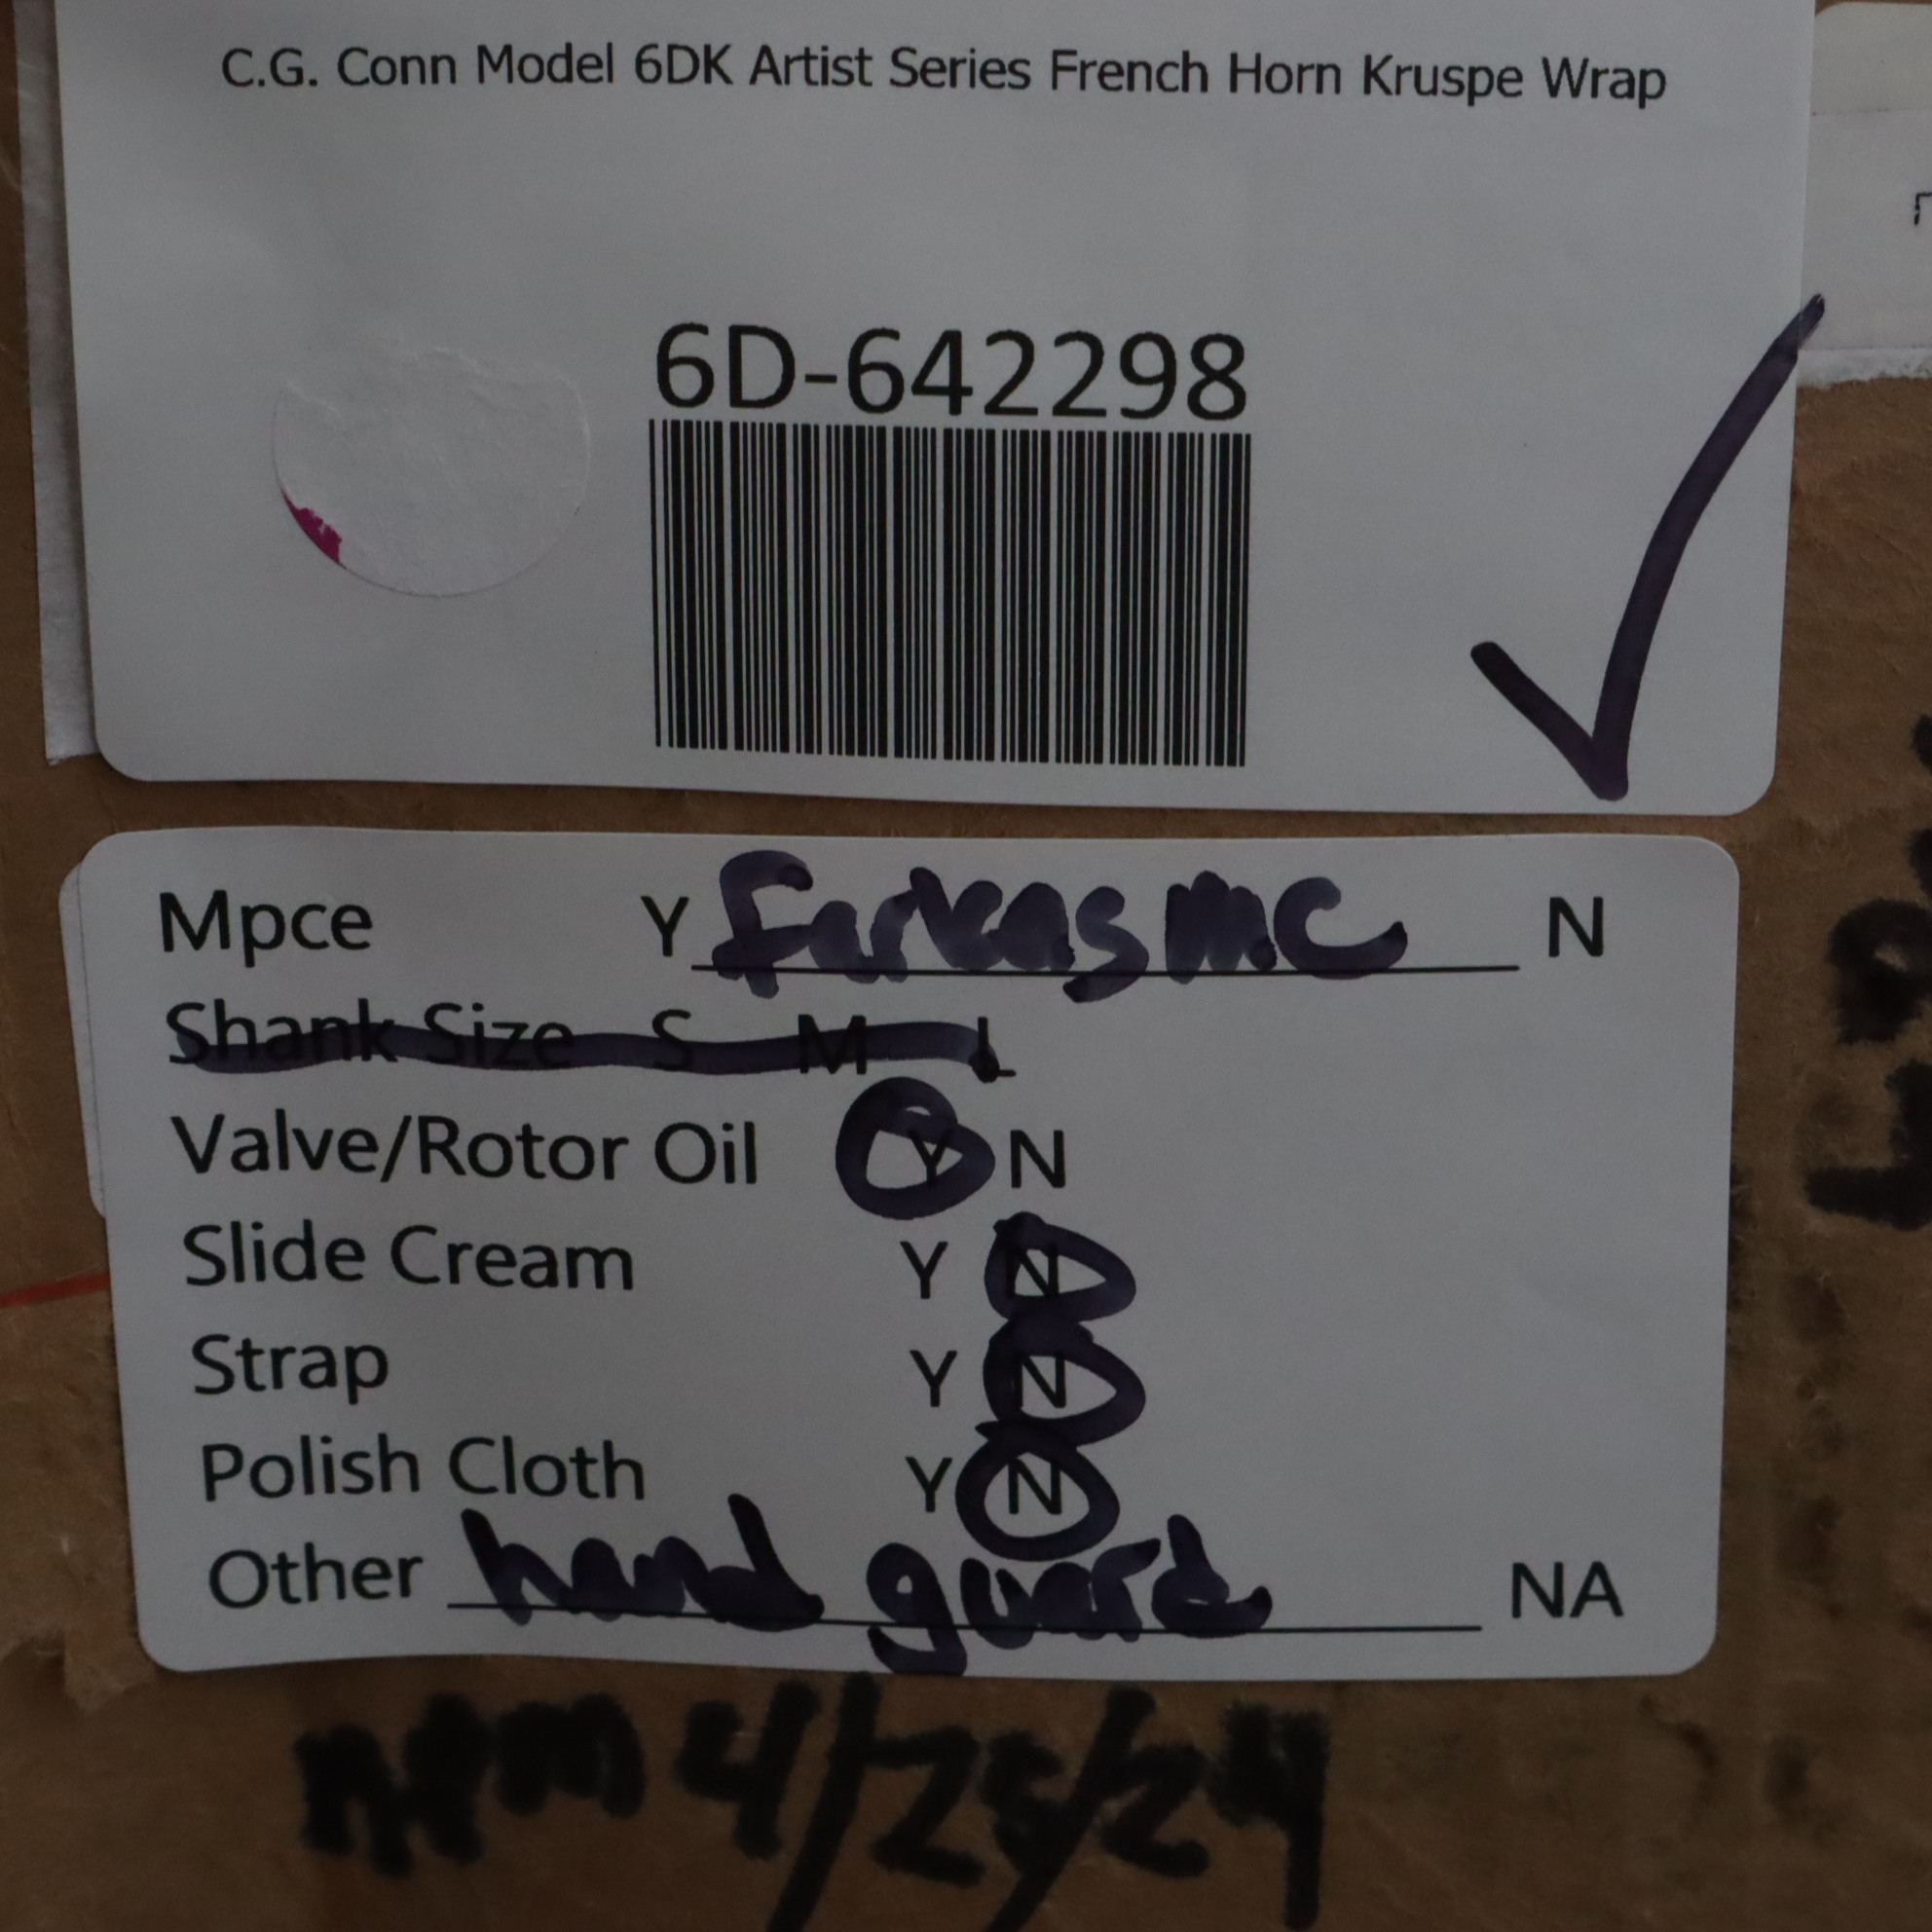 C.G. Conn Model 6DK Artist Series French Horn Kruspe Wrap
6D-642298
Mpce Y Farkas MC N
Shank Size S M L
Valve/Rotor Oil Y N
Slide Cream Y N
Strap Y N
Polish Cloth Y N
Other hand guard NA
4/28/24